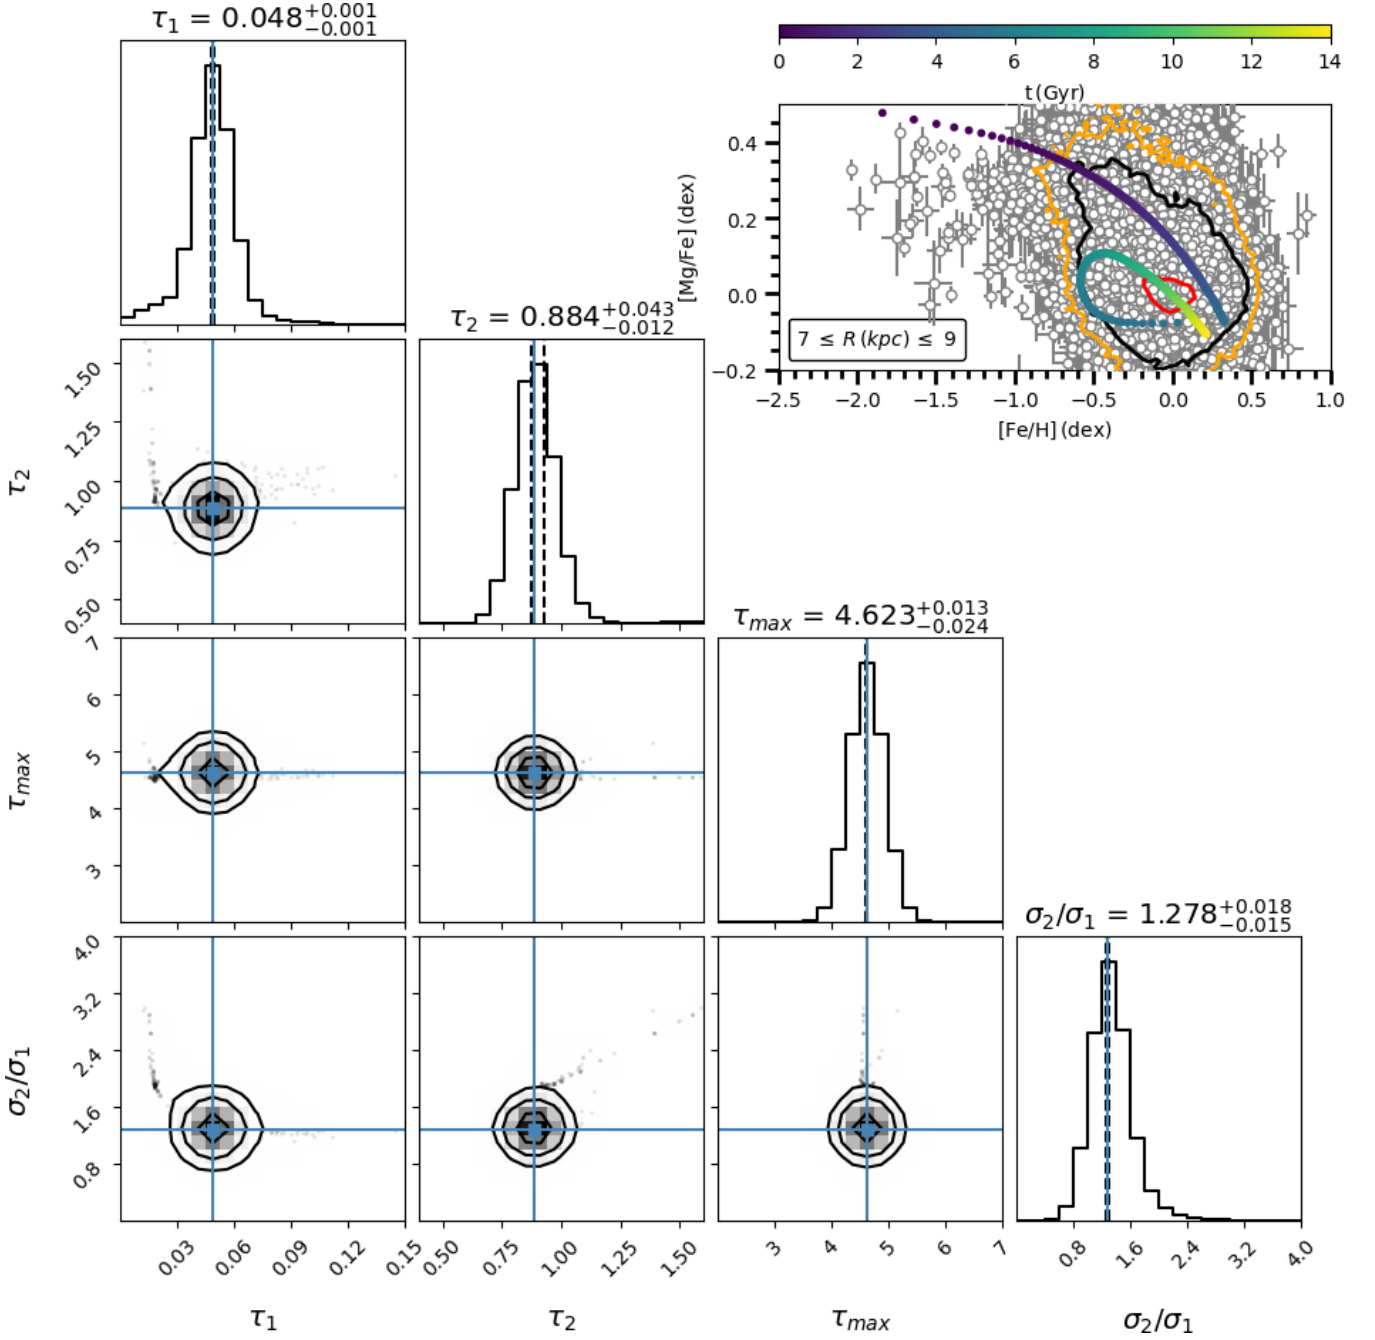 τ₁ = 0.048 +0.001 −0.001
0 2 4 6 8 10 12 14
t (Gyr)
0.4
0.2
0.0
−0.2
[Mg/Fe] (dex)
7 ≤ R (kpc) ≤ 9
−2.5 −2.0 −1.5 −1.0 −0.5 0.0 0.5 1.0
[Fe/H] (dex)
τ₂ = 0.884 +0.043 −0.012
1.50
1.25
1.00
0.75
0.50
τ₂
τmax = 4.623 +0.013 −0.024
7
6
5
4
3
τmax
σ₂/σ₁ = 1.278 +0.018 −0.015
4.0
3.2
2.4
1.6
0.8
σ₂/σ₁
0.03 0.06 0.09 0.12 0.15 0.50 0.75 1.00 1.25 1.50 3 4 5 6 7 0.8 1.6 2.4 3.2 4.0
τ₁ τ₂ τmax σ₂/σ₁